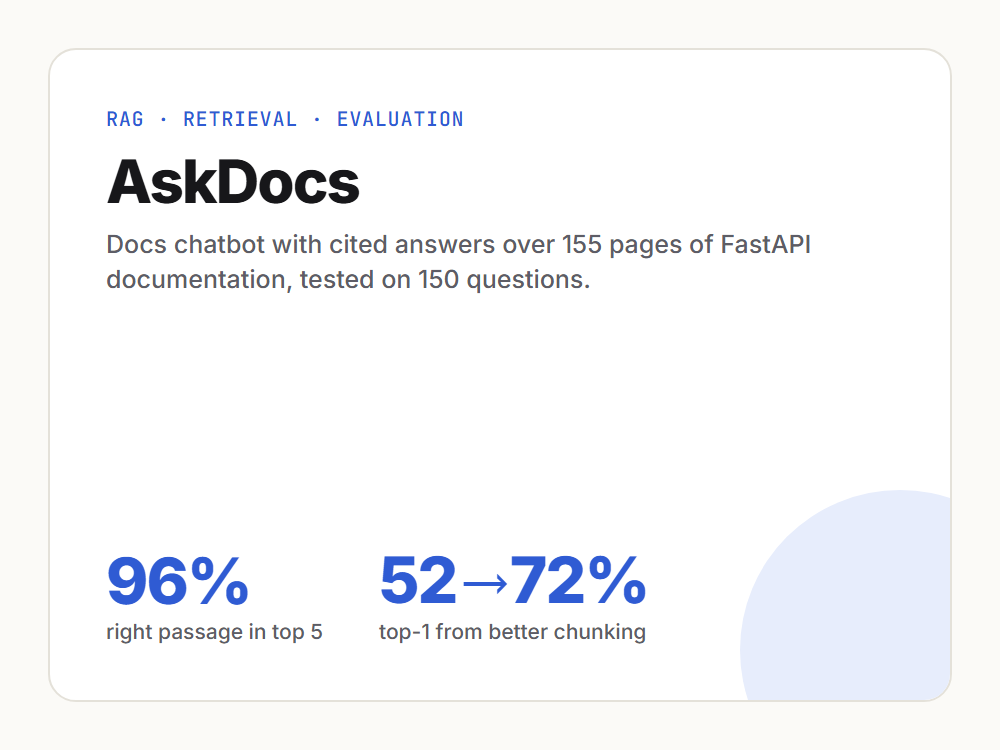 RAG · RETRIEVAL · EVALUATION
AskDocs
Docs chatbot with cited answers over 155 pages of FastAPI
documentation, tested on 150 questions.
96%
right passage in top 5
52→72%
top-1 from better chunking